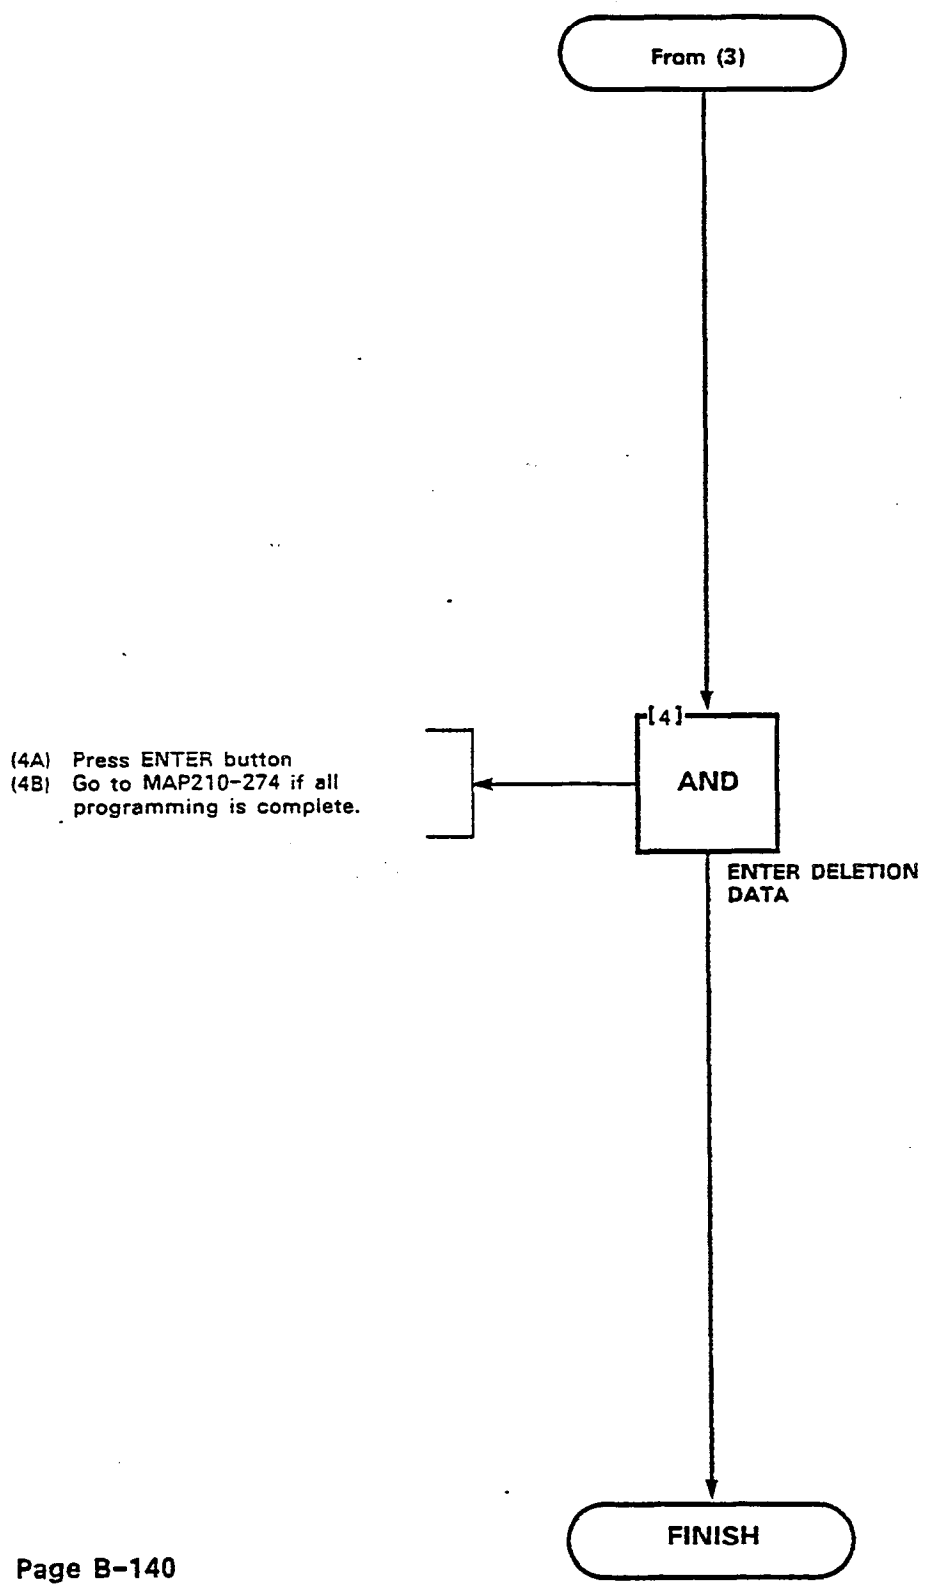 From (3)
[4]
AND
(4A) Press ENTER button
(4B) Go to MAP210-274 if all
programming is complete.
ENTER DELETION
DATA
FINISH
Page B-140